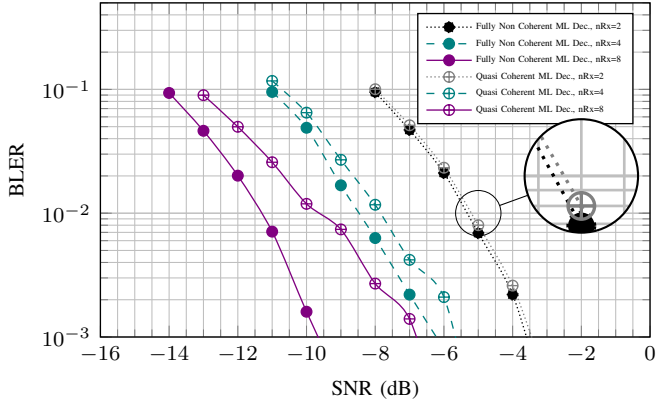 Fully Non Coherent ML Dec., nRx=2
Fully Non Coherent ML Dec., nRx=4
Fully Non Coherent ML Dec., nRx=8
Quasi Coherent ML Dec., nRx=2
Quasi Coherent ML Dec., nRx=4
Quasi Coherent ML Dec., nRx=8
10⁻¹
10⁻²
10⁻³
BLER
−16 −14 −12 −10 −8 −6 −4 −2 0
SNR (dB)